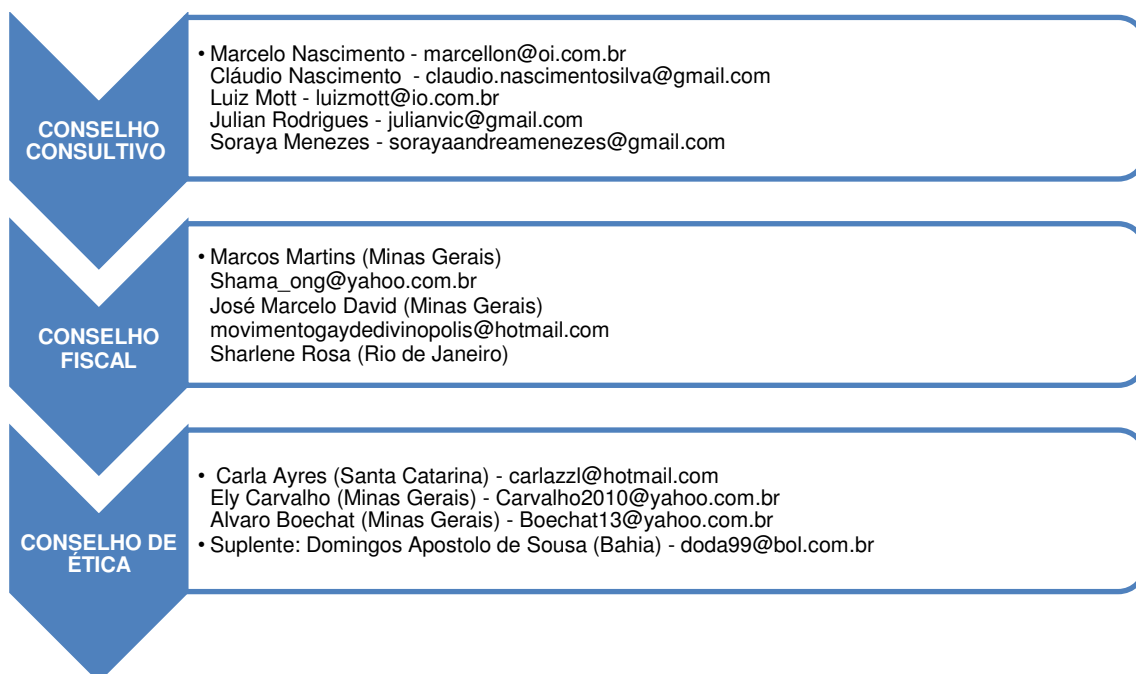 CONSELHO
CONSULTIVO
• Marcelo Nascimento - marcellon@oi.com.br
Cláudio Nascimento - claudio.nascimentosilva@gmail.com
Luiz Mott - luizmott@io.com.br
Julian Rodrigues - julianvic@gmail.com
Soraya Menezes - sorayaandreamenezes@gmail.com
CONSELHO
FISCAL
• Marcos Martins (Minas Gerais)
Shama_ong@yahoo.com.br
José Marcelo David (Minas Gerais)
movimentogaydedivinopolis@hotmail.com
Sharlene Rosa (Rio de Janeiro)
CONSELHO DE
ÉTICA
• Carla Ayres (Santa Catarina) - carlazzl@hotmail.com
Ely Carvalho (Minas Gerais) - Carvalho2010@yahoo.com.br
Alvaro Boechat (Minas Gerais) - Boechat13@yahoo.com.br
• Suplente: Domingos Apostolo de Sousa (Bahia) - doda99@bol.com.br